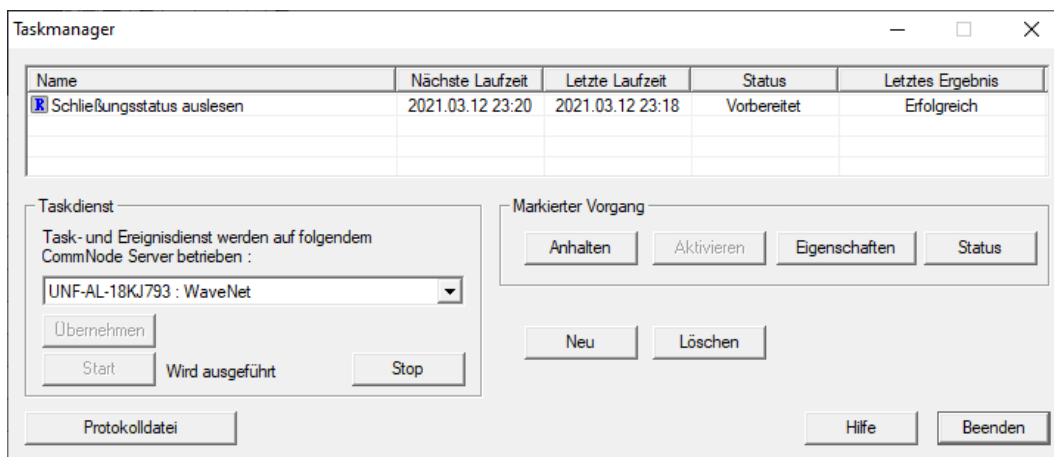 Taskmanager
Name Nächste Laufzeit Letzte Laufzeit Status Letztes Ergebnis
R Schließungsstatus auslesen 2021.03.12 23:20 2021.03.12 23:18 Vorbereitet Erfolgreich
Taskdienst
Task- und Ereignisdienst werden auf folgendem
CommNode Server betrieben :
UNF-AL-18KJ793 : WaveNet
Übernehmen
Start Wird ausgeführt Stop
Markierter Vorgang
Anhalten Aktivieren Eigenschaften Status
Neu Löschen
Protokolldatei Hilfe Beenden